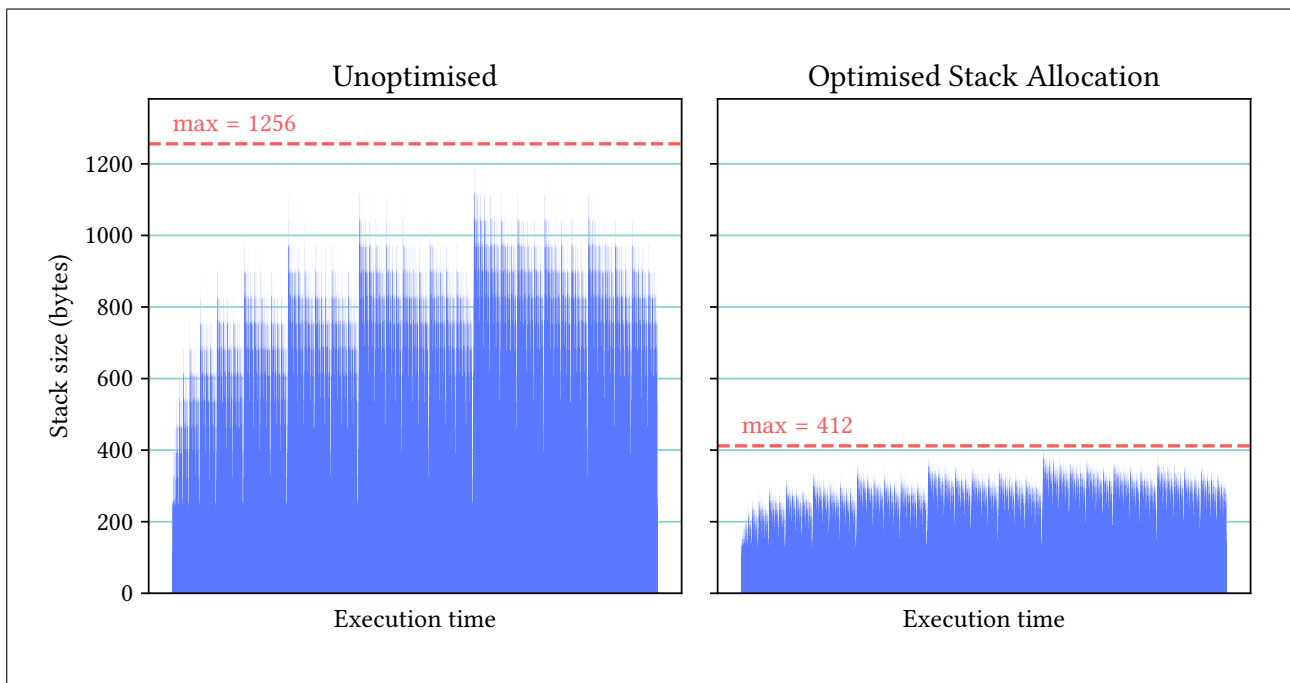 Unoptimised
Optimised Stack Allocation
max = 1256
max = 412
Stack size (bytes)
1200
1000
800
600
400
200
0
Execution time
Execution time